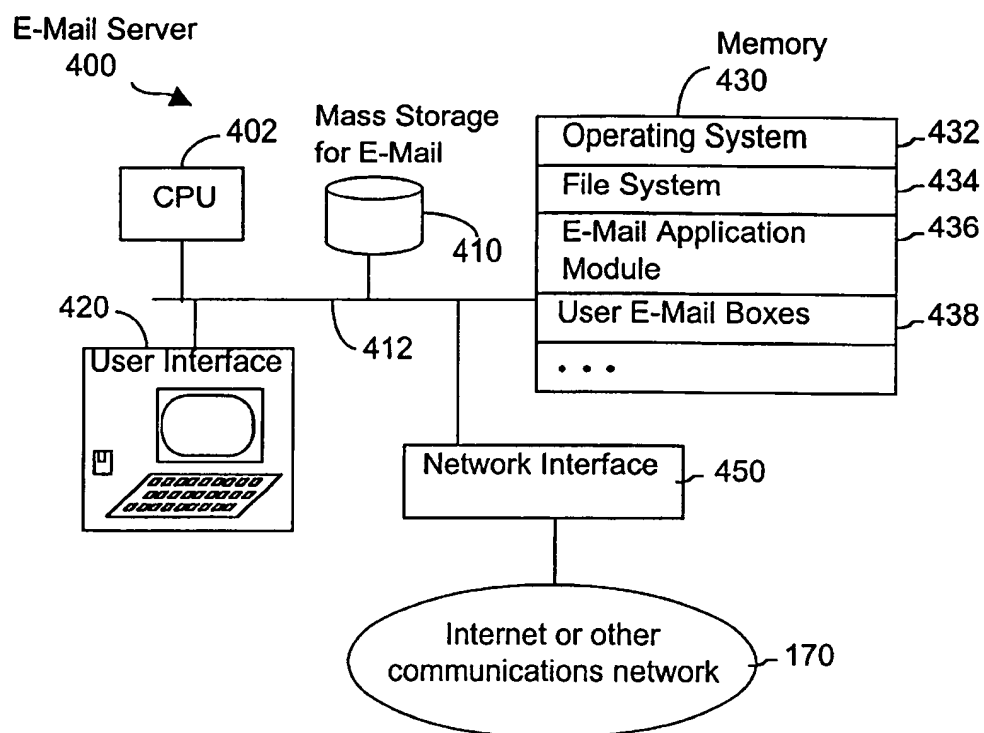 E-Mail Server
400
Memory
430
402
CPU
Mass Storage
for E-Mail
410
Operating System
432
File System
434
E-Mail Application
Module
436
User E-Mail Boxes
438
. . .
420
User Interface
412
Network Interface
450
Internet or other
communications network
170